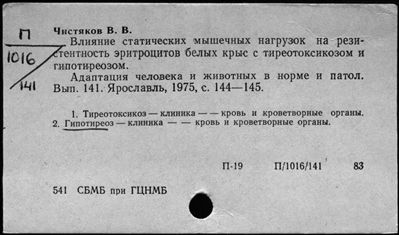 П
1016
141
Чистяков В. В.
Влияние статических мышечных нагрузок на рези-
стентность эритроцитов белых крыс с тиреотоксикозом и
гипотиреозом.
Адаптация человека и животных в норме и патол.
Вып. 141. Ярославль, 1975, с. 144—145.
1. Тиреотоксикоз — клиника — — кровь и кроветворные органы.
2. Гипотиреоз — клиника — — кровь и кроветворные органы.
П-19 П/1016/141 83
541 СБМБ при ГЦНМБ